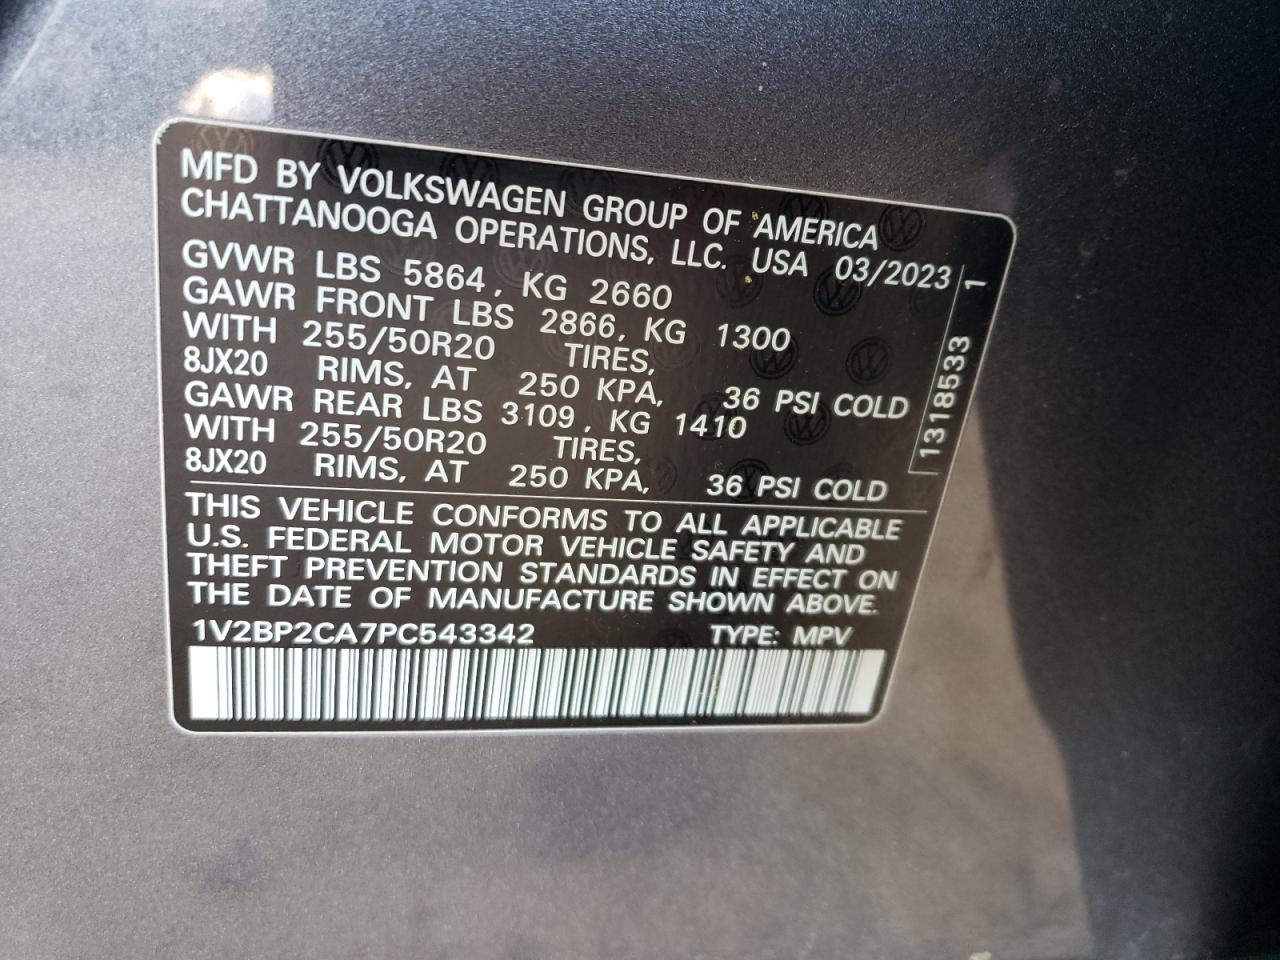 MFD BY VOLKSWAGEN GROUP OF AMERICA
CHATTANOOGA OPERATIONS, LLC. USA 03/2023
GVWR LBS 5864, KG 2660
GAWR FRONT LBS 2866, KG 1300
WITH 255/50R20 TIRES,
8JX20 RIMS, AT 250 KPA, 36 PSI COLD
GAWR REAR LBS 3109, KG 1410
WITH 255/50R20 TIRES,
8JX20 RIMS, AT 250 KPA, 36 PSI COLD
1318533 1
THIS VEHICLE CONFORMS TO ALL APPLICABLE
U.S. FEDERAL MOTOR VEHICLE SAFETY AND
THEFT PREVENTION STANDARDS IN EFFECT ON
THE DATE OF MANUFACTURE SHOWN ABOVE.
1V2BP2CA7PC543342 TYPE: MPV